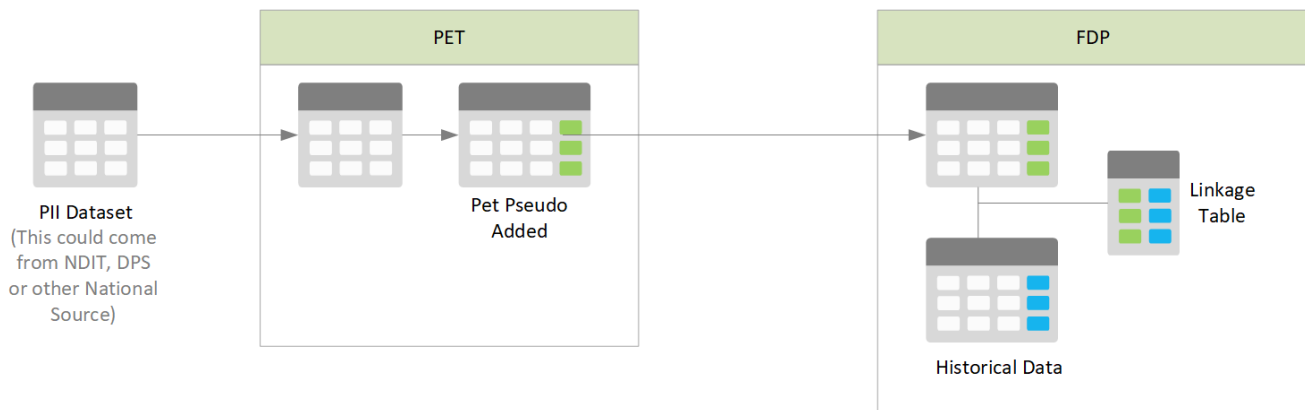 PET
FDP
PII Dataset
(This could come
from NDIT, DPS
or other National
Source)
Pet Pseudo
Added
Linkage
Table
Historical Data